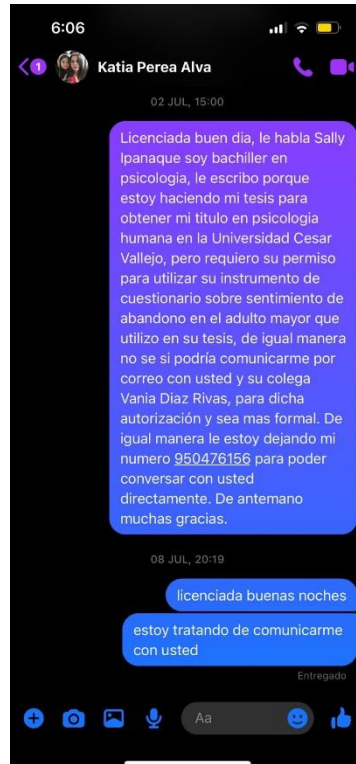 6:06
1
Katia Perea Alva
02 JUL, 15:00
Licenciada buen dia, le habla Sally
Ipanaque soy bachiller en
psicologia, le escribo porque
estoy haciendo mi tesis para
obtener mi titulo en psicologia
humana en la Universidad Cesar
Vallejo, pero requiero su permiso
para utilizar su instrumento de
cuestionario sobre sentimiento de
abandono en el adulto mayor que
utilizo en su tesis, de igual manera
no se si podría comunicarme por
correo con usted y su colega
Vania Diaz Rivas, para dicha
autorización y sea mas formal. De
igual manera le estoy dejando mi
numero 950476156 para poder
conversar con usted
directamente. De antemano
muchas gracias.
08 JUL, 20:19
licenciada buenas noches
estoy tratando de comunicarme
con usted
Entregado
Aa